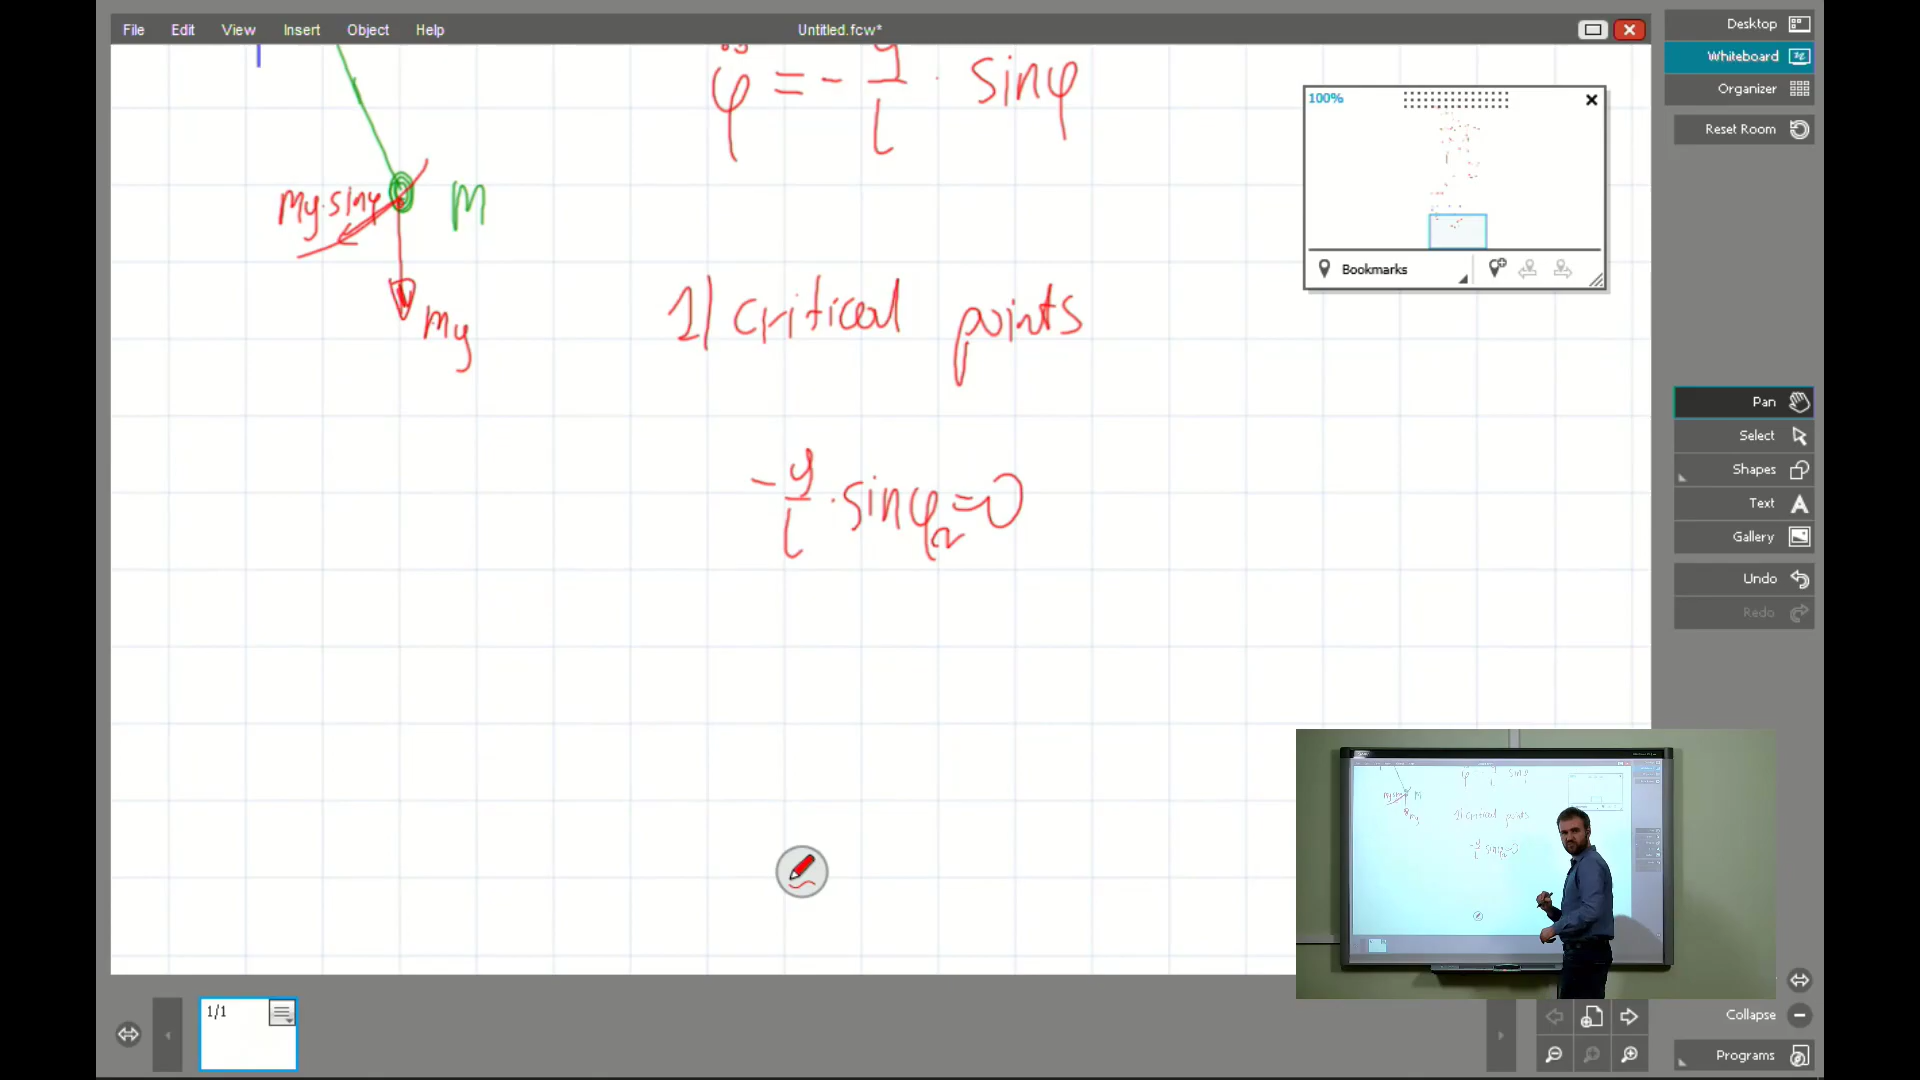 File Edit View Insert Object Help
Untitled.fcw*
φ̈ = - g/l · sinφ
mg·sinφ
M
mg
1) critical points
-g/l · sinφ₂=0
100%
Bookmarks
Desktop
Whiteboard
Organizer
Reset Room
Pan
Select
Shapes
Text
Gallery
Undo
Redo
1/1
Collapse
Programs